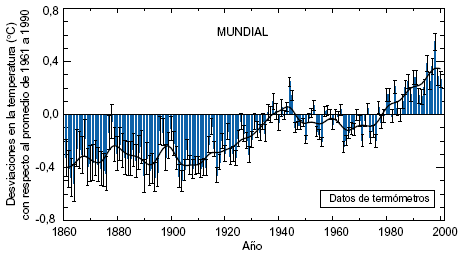 MUNDIAL
Desviaciones en la temperatura (°C)
con respecto al promedio de 1961 a 1990
0,8
0,4
0,0
-0,4
-0,8
Datos de termómetros
1860 1880 1900 1920 1940 1960 1980 2000
Año